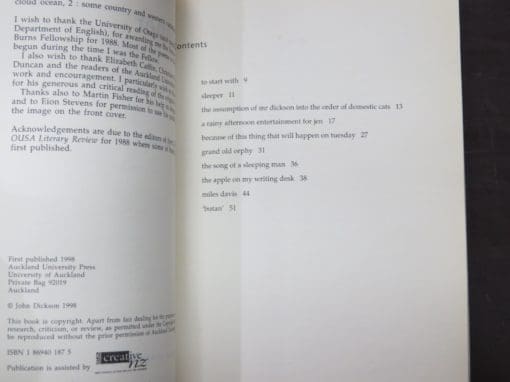 cloud ocean, 2 : some country and western
I wish to thank the University of Otago
Department of English), for awarding me the
Burns Fellowship for 1988. Most of the poems
begun during the time I was the Fellow.
I also wish to thank Elizabeth Caffin,
Duncan and the readers of the Auckland
work and encouragement. I particularly wish
for his generous and critical reading of the
Thanks also to Martin Fisher for his help
and to Eion Stevens for permission to use his
the image on the front cover.
Acknowledgements are due to the editors of
OUSA Literary Review for 1988 where some of
first published.
First published 1998
Auckland University Press
University of Auckland
Private Bag 92019
Auckland
© John Dickson 1998
This book is copyright. Apart from fair dealing for the
research, criticism, or review, as permitted under the Copyright
be reproduced without the prior permission of Auckland
ISBN 1 86940 187 5
Publication is assisted by
creative nz
contents
to start with 9
sleeper 11
the assumption of mr dickson into the order of domestic cats 13
a rainy afternoon entertainment for jen 17
because of this thing that will happen on tuesday 27
grand old orphy 31
the song of a sleeping man 36
the apple on my writing desk 38
miles davis 44
'butan' 51